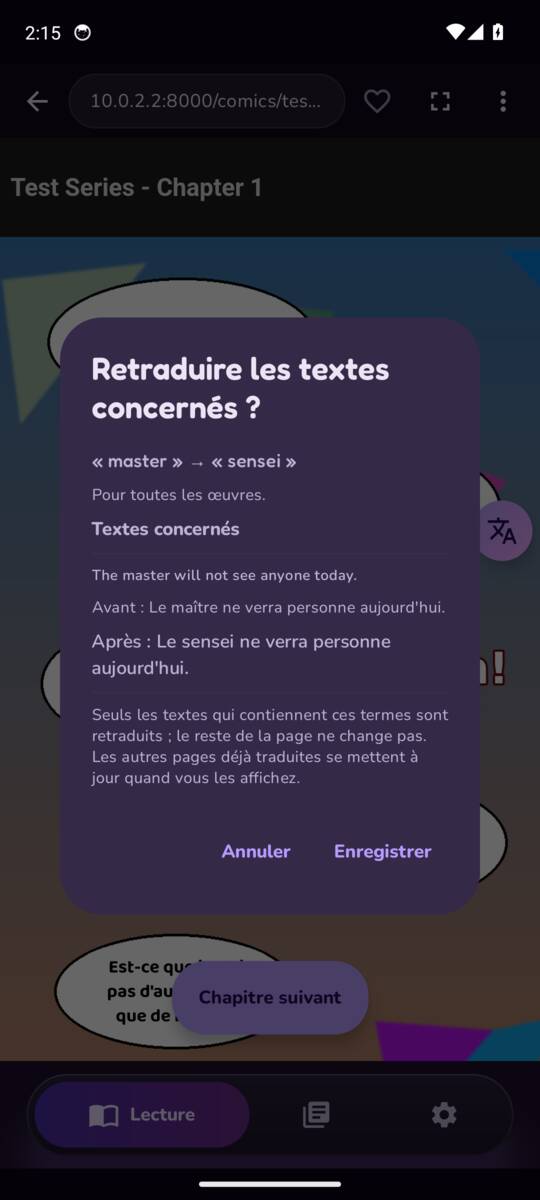 2:15
10.0.2.2:8000/comics/tes...
Test Series - Chapter 1
Retraduire les textes
concernés ?
« master » → « sensei »
Pour toutes les œuvres.
Textes concernés
The master will not see anyone today.
Avant : Le maître ne verra personne aujourd'hui.
Après : Le sensei ne verra personne
aujourd'hui.
Seuls les textes qui contiennent ces termes sont
retraduits ; le reste de la page ne change pas.
Les autres pages déjà traduites se mettent à
jour quand vous les affichez.
Annuler Enregistrer
Est-ce
pas
que de
Chapitre suivant
Lecture